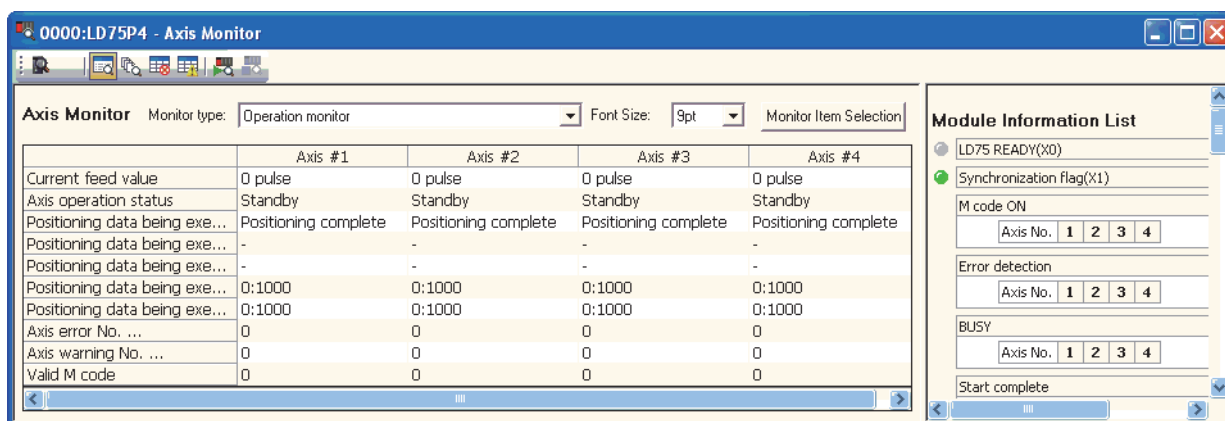 0000:LD75P4 - Axis Monitor
Axis Monitor Monitor type: Operation monitor Font Size: 9pt Monitor Item Selection
Axis #1 Axis #2 Axis #3 Axis #4
Current feed value 0 pulse 0 pulse 0 pulse 0 pulse
Axis operation status Standby Standby Standby Standby
Positioning data being exe... Positioning complete Positioning complete Positioning complete Positioning complete
Positioning data being exe... - - - -
Positioning data being exe... - - - -
Positioning data being exe... 0:1000 0:1000 0:1000 0:1000
Positioning data being exe... 0:1000 0:1000 0:1000 0:1000
Axis error No. ... 0 0 0 0
Axis warning No. ... 0 0 0 0
Valid M code 0 0 0 0
Module Information List
LD75 READY(X0)
Synchronization flag(X1)
M code ON
Axis No. 1 2 3 4
Error detection
Axis No. 1 2 3 4
BUSY
Axis No. 1 2 3 4
Start complete